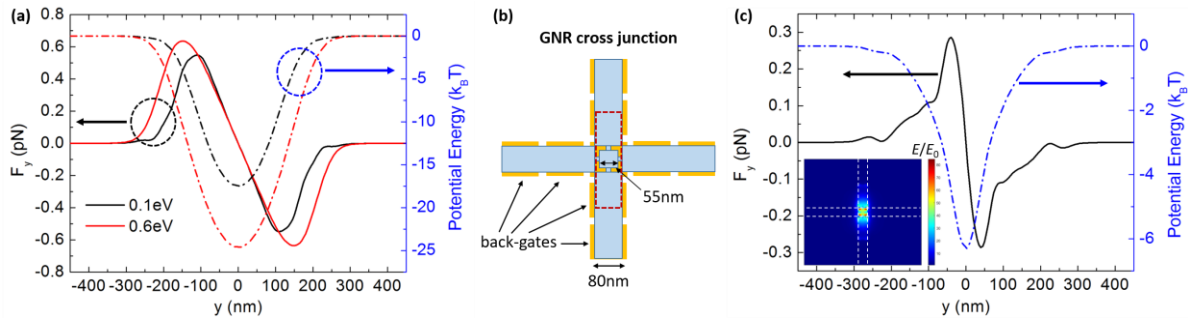 (a)
0.8
0.6
0.4
0.2
0.0
-0.2
-0.4
-0.6
-0.8
F_y (pN)
0.1eV
0.6eV
-400 -300 -200 -100 0 100 200 300 400
y (nm)
0
-5
-10
-15
-20
-25
Potential Energy (k_BT)
(b)
GNR cross junction
55nm
back-gates
80nm
(c)
0.3
0.2
0.1
0.0
-0.1
-0.2
-0.3
F_y (pN)
E/E_0
-400 -300 -200 -100 0 100 200 300 400
y (nm)
0
-2
-4
-6
Potential Energy (k_BT)